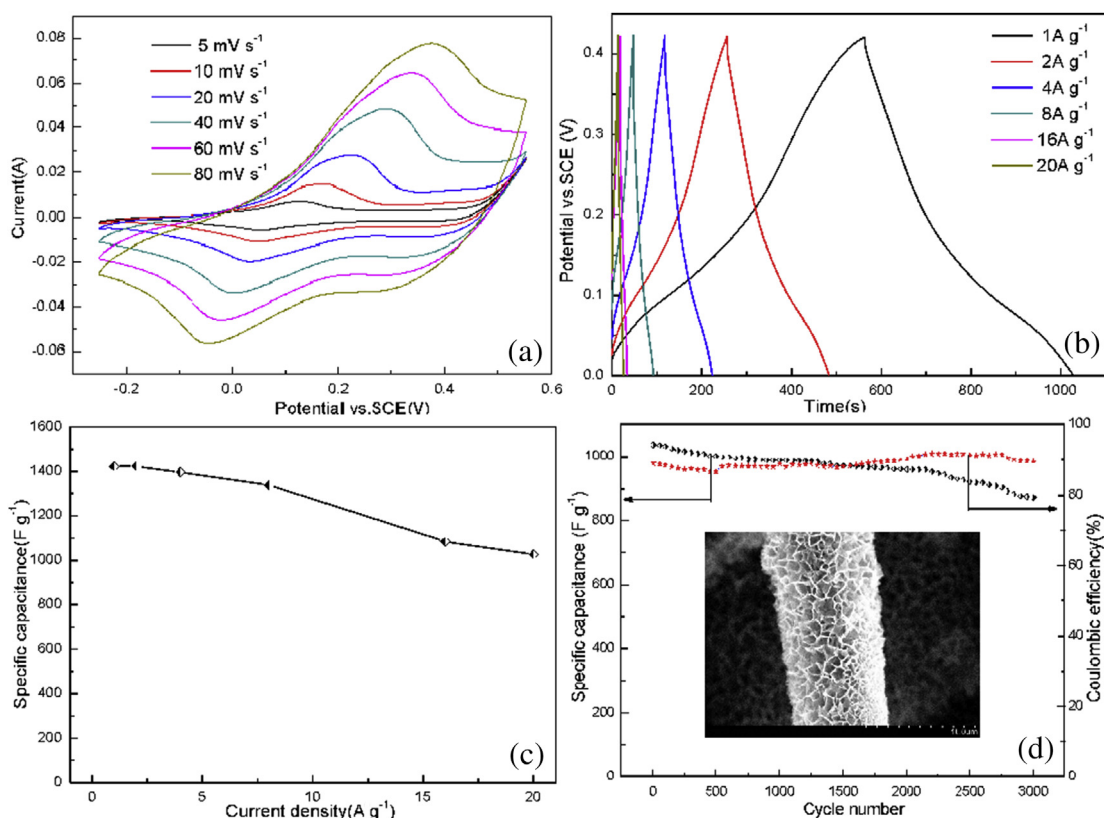 0.08
0.06
0.04
0.02
0.00
-0.02
-0.04
-0.06
Current(A)
5 mV s⁻¹
10 mV s⁻¹
20 mV s⁻¹
40 mV s⁻¹
60 mV s⁻¹
80 mV s⁻¹
(a)
-0.2
0.0
0.2
0.4
0.6
Potential vs.SCE(V)
0.4
0.3
0.2
0.1
0.0
Potential vs.SCE (V)
1A g⁻¹
2A g⁻¹
4A g⁻¹
8A g⁻¹
16A g⁻¹
20A g⁻¹
(b)
0
200
400
600
800
1000
Time(s)
1600
1400
1200
1000
800
600
400
200
0
Specific capacitance(F g⁻¹)
(c)
0
5
10
15
20
Current density(A g⁻¹)
1000
800
600
400
200
0
Specific capacitance (F g⁻¹)
100
80
60
40
20
0
Coulombic efficiency(%)
(d)
0
500
1000
1500
2000
2500
3000
Cycle number